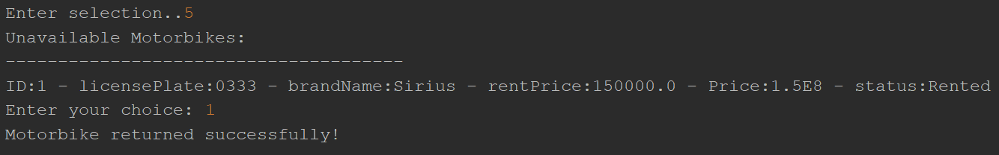 Enter selection..5
Unavailable Motorbikes:
--------------------------------------
ID:1 - licensePlate:0333 - brandName:Sirius - rentPrice:150000.0 - Price:1.5E8 - status:Rented
Enter your choice: 1
Motorbike returned successfully!